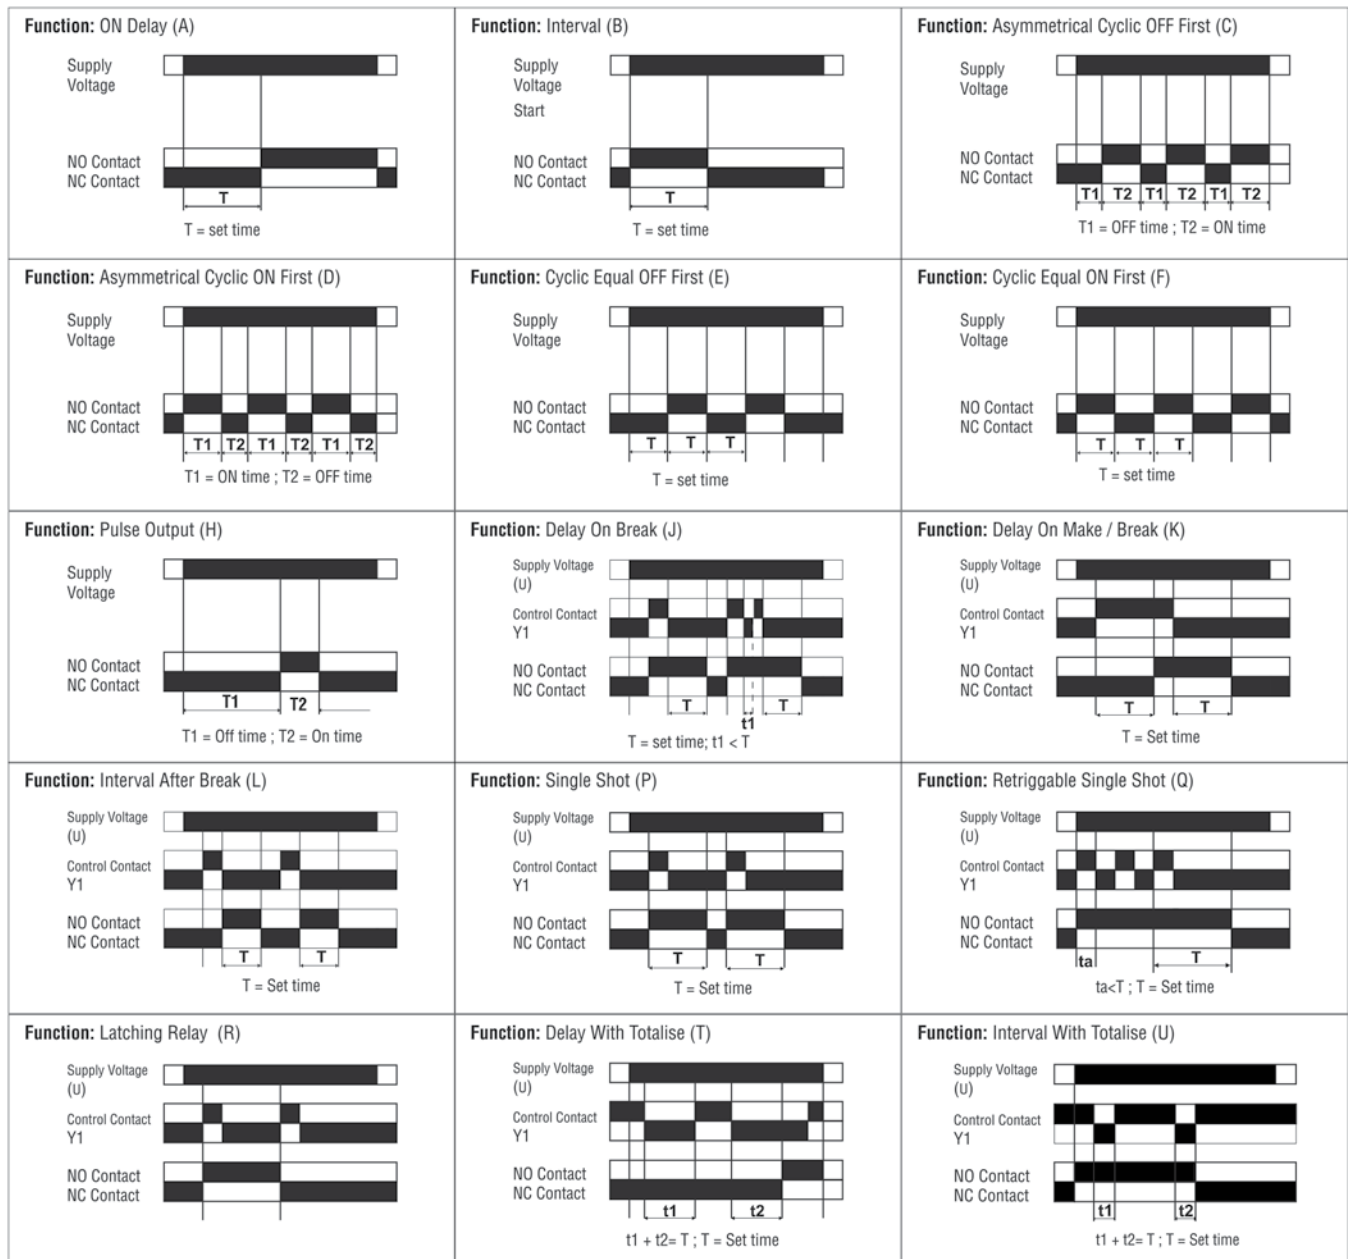 Function: ON Delay (A)
Supply
Voltage
NO Contact
NC Contact
T
T = set time
Function: Interval (B)
Supply
Voltage
Start
NO Contact
NC Contact
T
T = set time
Function: Asymmetrical Cyclic OFF First (C)
Supply
Voltage
NO Contact
NC Contact
T1 T2 T1 T2 T1 T2
T1 = OFF time ; T2 = ON time
Function: Asymmetrical Cyclic ON First (D)
Supply
Voltage
NO Contact
NC Contact
T1 T2 T1 T2 T1 T2
T1 = ON time ; T2 = OFF time
Function: Cyclic Equal OFF First (E)
Supply
Voltage
NO Contact
NC Contact
T T T
T = set time
Function: Cyclic Equal ON First (F)
Supply
Voltage
NO Contact
NC Contact
T T T
T = set time
Function: Pulse Output (H)
Supply
Voltage
NO Contact
NC Contact
T1 T2
T1 = Off time ; T2 = On time
Function: Delay On Break (J)
Supply Voltage
(U)
Control Contact
Y1
NO Contact
NC Contact
T T
t1
T = set time; t1 < T
Function: Delay On Make / Break (K)
Supply Voltage
(U)
Control Contact
Y1
NO Contact
NC Contact
T T
T = Set time
Function: Interval After Break (L)
Supply Voltage
(U)
Control Contact
Y1
NO Contact
NC Contact
T T
T = Set time
Function: Single Shot (P)
Supply Voltage
(U)
Control Contact
Y1
NO Contact
NC Contact
T T
T = Set time
Function: Retriggable Single Shot (Q)
Supply Voltage
(U)
Control Contact
Y1
NO Contact
NC Contact
ta T
ta<T ; T = Set time
Function: Latching Relay (R)
Supply Voltage
(U)
Control Contact
Y1
NO Contact
NC Contact
Function: Delay With Totalise (T)
Supply Voltage
(U)
Control Contact
Y1
NO Contact
NC Contact
t1 t2
t1 + t2= T ; T = Set time
Function: Interval With Totalise (U)
Supply Voltage
(U)
Control Contact
Y1
NO Contact
NC Contact
t1 t2
t1 + t2= T ; T = Set time